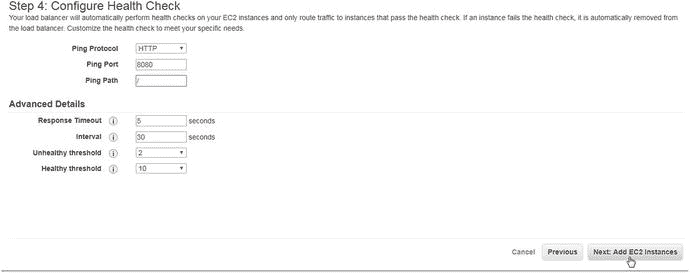 Step 4: Configure Health Check
Your load balancer will automatically perform health checks on your EC2 instances and only route traffic to instances that pass the health check. If an instance fails the health check, it is automatically removed from
the load balancer. Customize the health check to meet your specific needs.
Ping Protocol HTTP
Ping Port 8080
Ping Path /
Advanced Details
Response Timeout i 5 seconds
Interval i 30 seconds
Unhealthy threshold i 2
Healthy threshold i 10
Cancel Previous Next: Add EC2 Instances